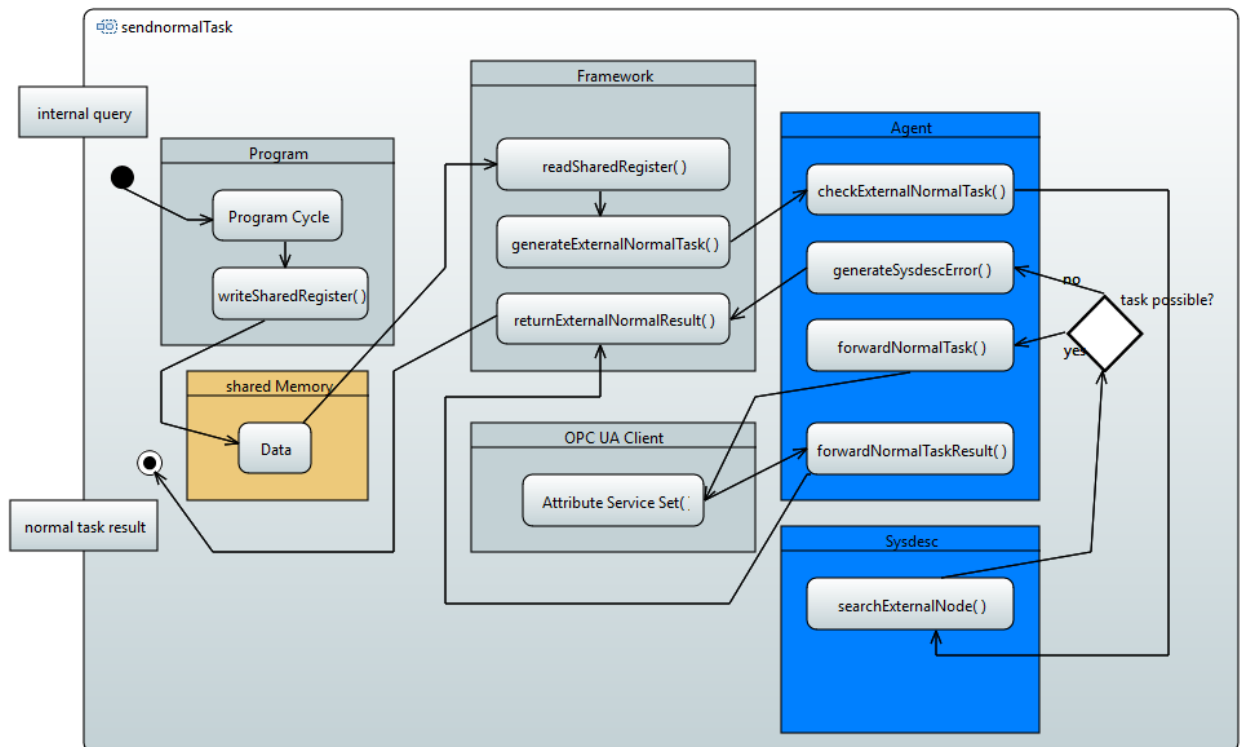 sendnormalTask
internal query
Program
Program Cycle
writeSharedRegister( )
shared Memory
Data
normal task result
Framework
readSharedRegister( )
generateExternalNormalTask( )
returnExternalNormalResult( )
OPC UA Client
Attribute Service Set( )
Agent
checkExternalNormalTask( )
generateSysdescError( )
forwardNormalTask( )
forwardNormalTaskResult( )
no
task possible?
yes
Sysdesc
searchExternalNode( )